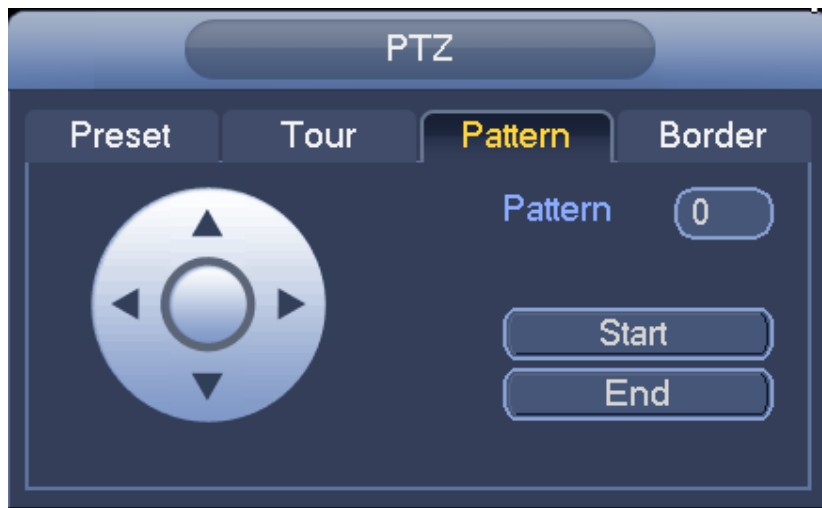 PTZ
Preset Tour Pattern Border
Pattern 0
Start
End